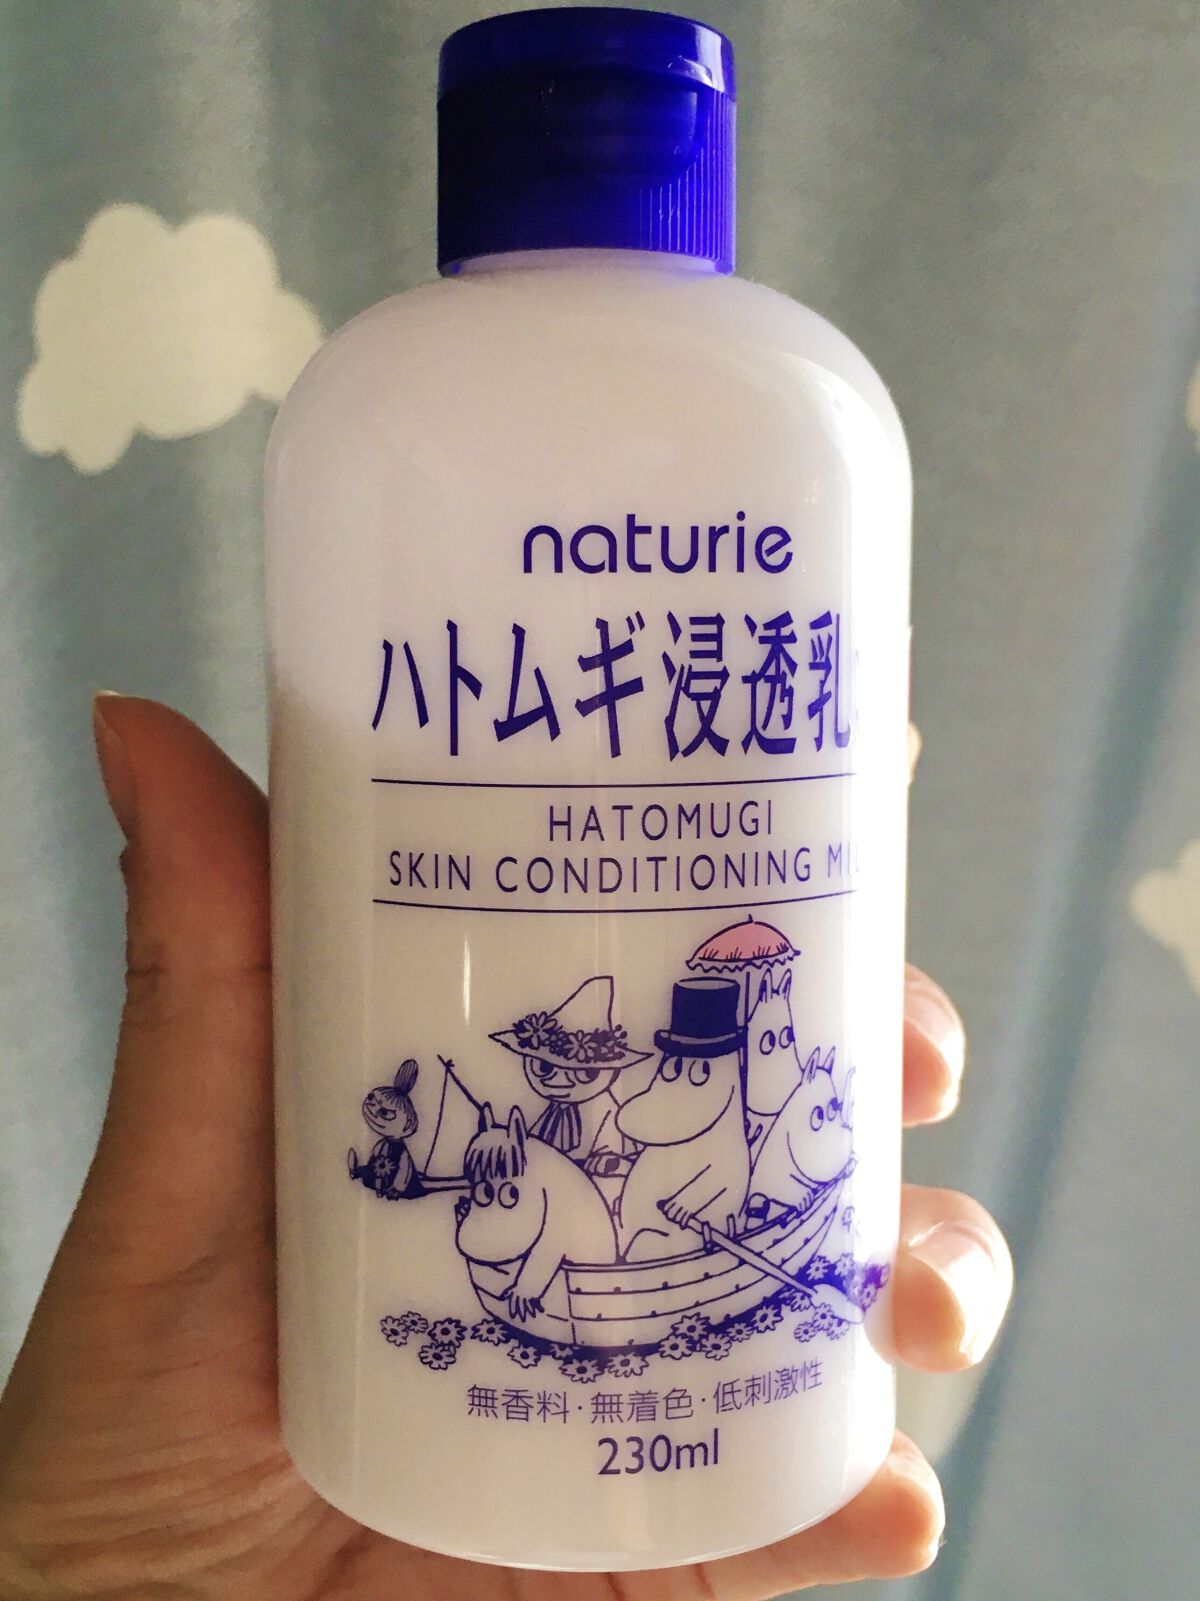 naturie
ハトムギ浸透乳
HATOMUGI
SKIN CONDITIONING
無香料・無着色・低刺激性
230ml